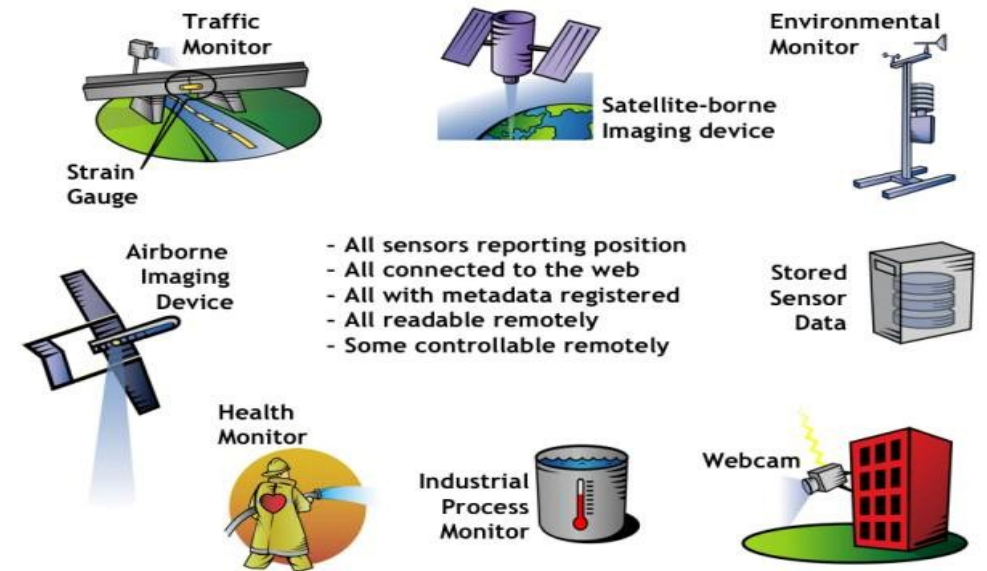 Traffic
Monitor
Strain
Gauge
Satellite-borne
Imaging device
Environmental
Monitor
Airborne
Imaging
Device
- All sensors reporting position
- All connected to the web
- All with metadata registered
- All readable remotely
- Some controllable remotely
Stored
Sensor
Data
Health
Monitor
Industrial
Process
Monitor
Webcam